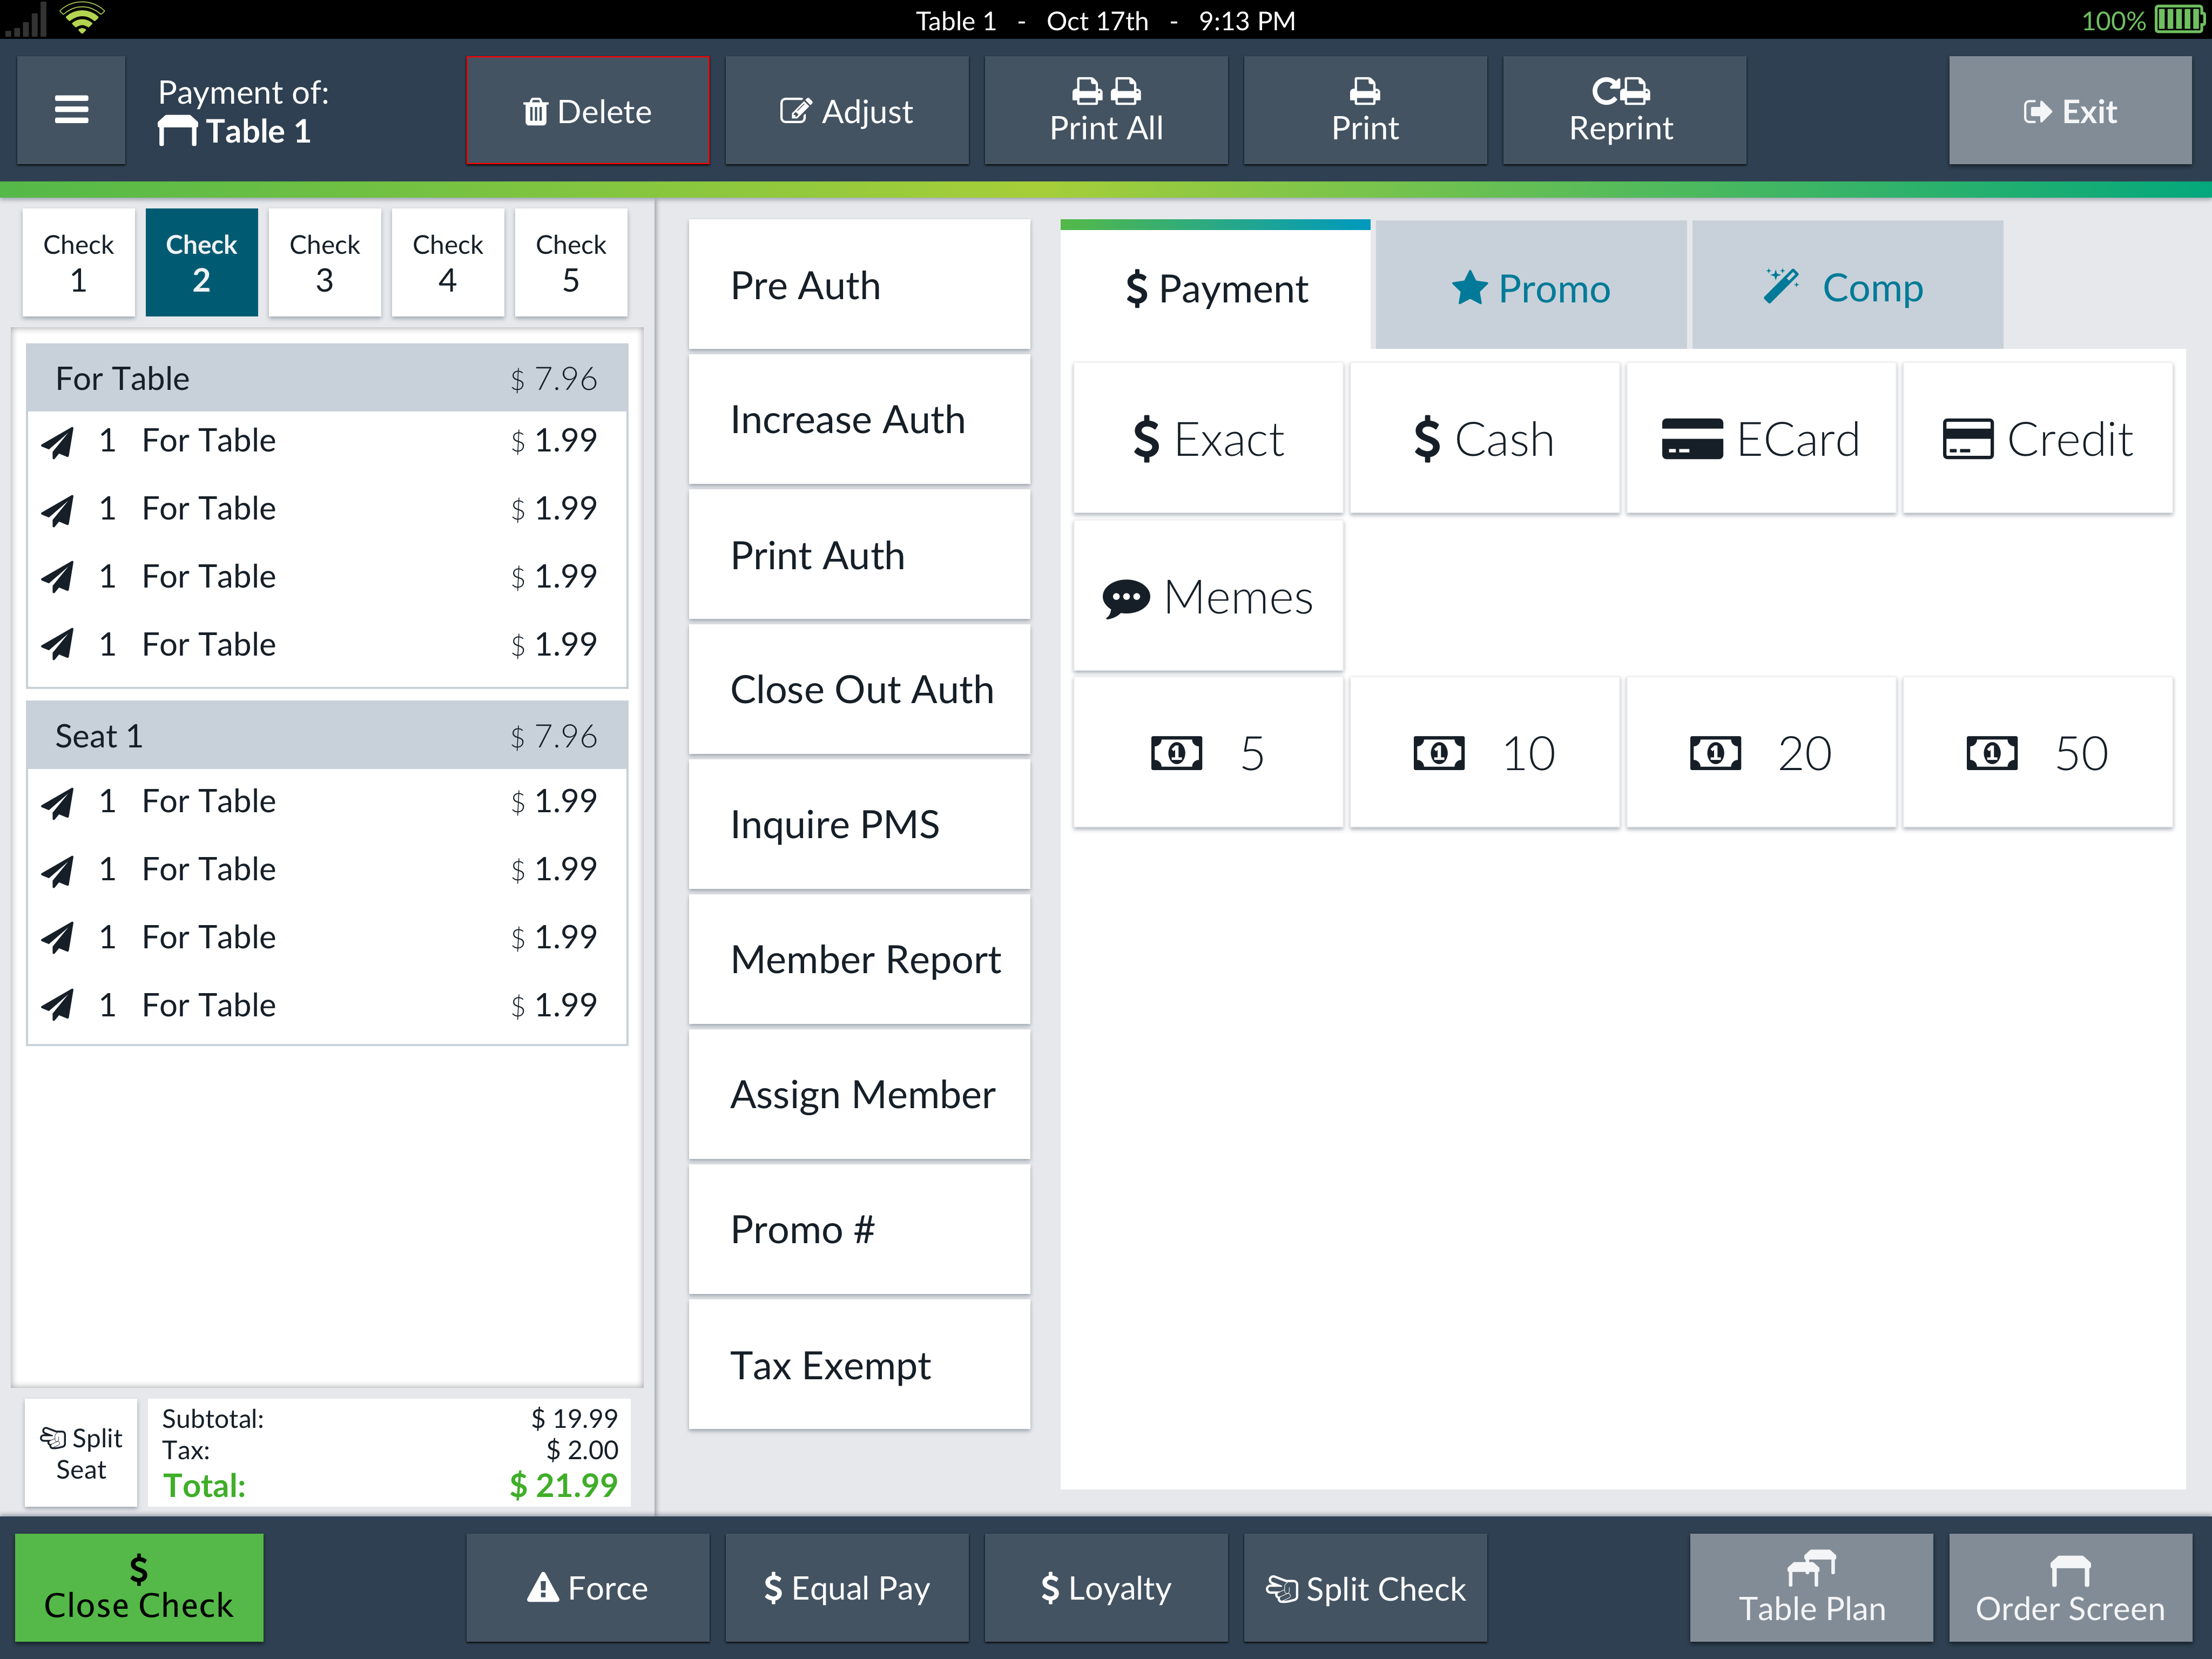 Table 1 - Oct 17th - 9:13 PM
100%
Payment of:
Table 1
Delete
Adjust
Print All
Print
Reprint
Exit
Check
1
Check
2
Check
3
Check
4
Check
5
For Table $ 7.96
1 For Table $ 1.99
1 For Table $ 1.99
1 For Table $ 1.99
1 For Table $ 1.99
Seat 1 $ 7.96
1 For Table $ 1.99
1 For Table $ 1.99
1 For Table $ 1.99
1 For Table $ 1.99
Split
Seat
Subtotal: $ 19.99
Tax: $ 2.00
Total: $ 21.99
Pre Auth
Increase Auth
Print Auth
Close Out Auth
Inquire PMS
Member Report
Assign Member
Promo #
Tax Exempt
$ Payment
Promo
Comp
$ Exact
$ Cash
ECard
Credit
Memes
1 5
1 10
1 20
1 50
$
Close Check
Force
$ Equal Pay
$ Loyalty
Split Check
Table Plan
Order Screen